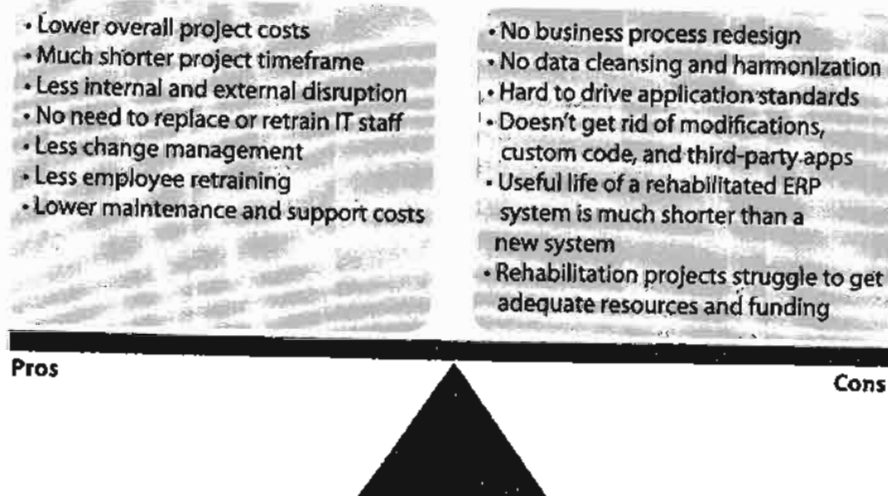 • Lower overall project costs
• Much shorter project timeframe
• Less internal and external disruption
• No need to replace or retrain IT staff
• Less change management
• Less employee retraining
• Lower maintenance and support costs
• No business process redesign
• No data cleansing and harmonization
• Hard to drive application standards
• Doesn't get rid of modifications,
custom code, and third-party apps
• Useful life of a rehabilitated ERP
system is much shorter than a
new system
• Rehabilitation projects struggle to get
adequate resources and funding
Pros
Cons